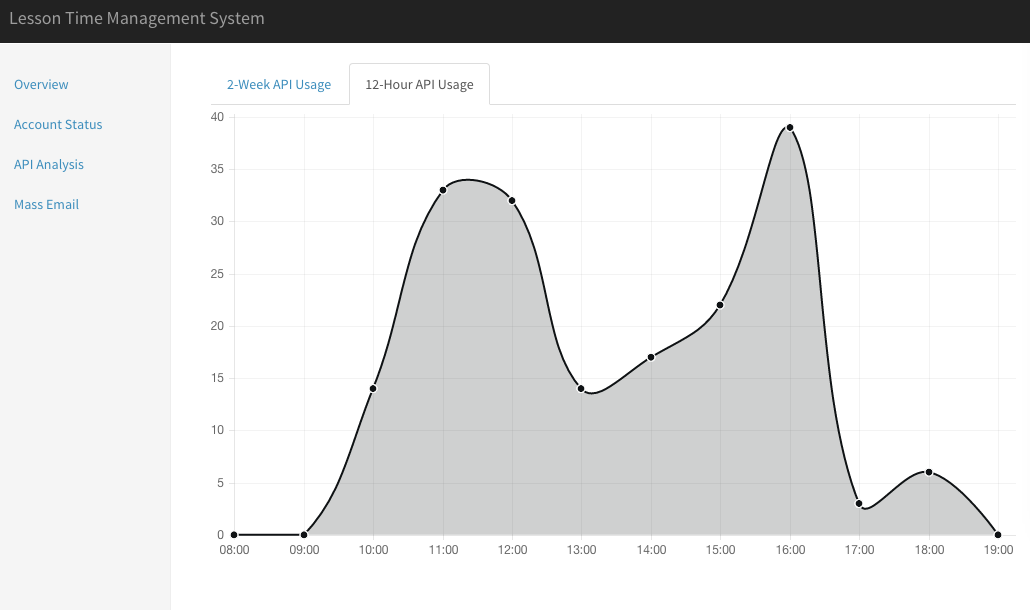 Lesson Time Management System
Overview
Account Status
API Analysis
Mass Email
2-Week API Usage
12-Hour API Usage
40
35
30
25
20
15
10
5
0
08:00 09:00 10:00 11:00 12:00 13:00 14:00 15:00 16:00 17:00 18:00 19:00